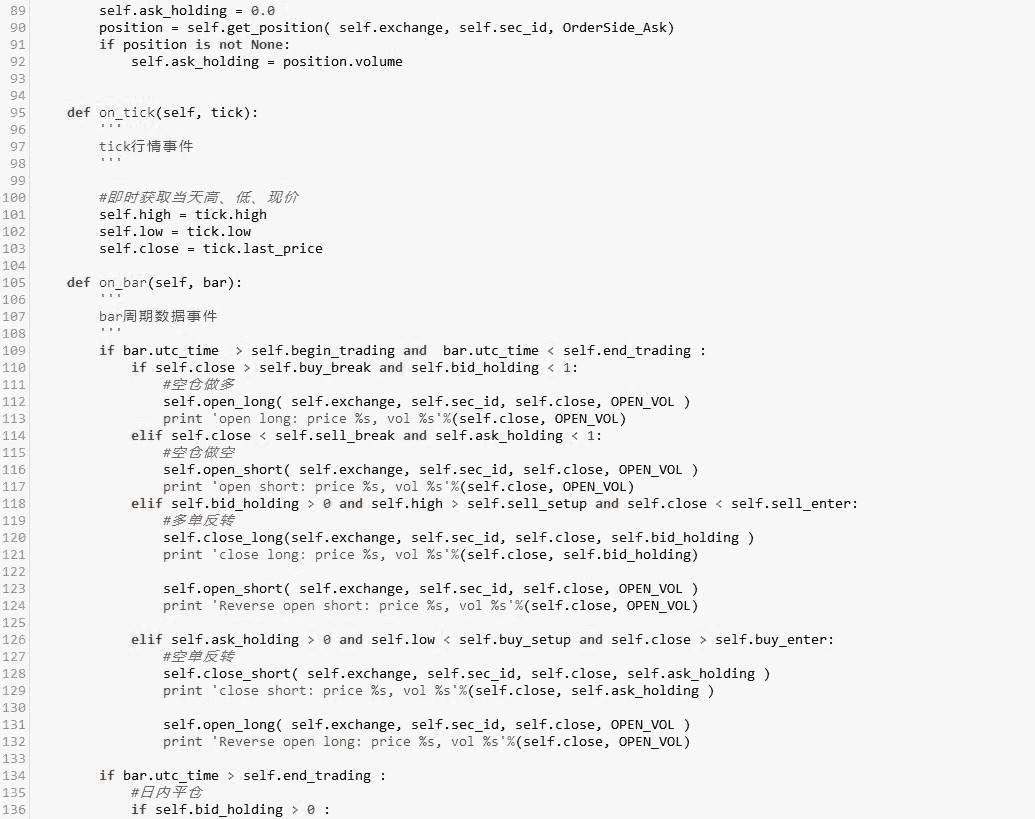 89 self.ask_holding = 0.0
90 position = self.get_position( self.exchange, self.sec_id, OrderSide_Ask)
91 if position is not None:
92 self.ask_holding = position.volume
93
94
95 def on_tick(self, tick):
96 '''
97 tick行情事件
98 '''
99
100 #即时获取当天高、低、现价
101 self.high = tick.high
102 self.low = tick.low
103 self.close = tick.last_price
104
105 def on_bar(self, bar):
106 '''
107 bar周期数据事件
108 '''
109 if bar.utc_time  > self.begin_trading and  bar.utc_time < self.end_trading :
110 if self.close > self.buy_break and self.bid_holding < 1:
111 #空仓做多
112 self.open_long( self.exchange, self.sec_id, self.close, OPEN_VOL )
113 print 'open long: price %s, vol %s'%(self.close, OPEN_VOL)
114 elif self.close < self.sell_break and self.ask_holding < 1:
115 #空仓做空
116 self.open_short( self.exchange, self.sec_id, self.close, OPEN_VOL )
117 print 'open short: price %s, vol %s'%(self.close, OPEN_VOL)
118 elif self.bid_holding > 0 and self.high > self.sell_setup and self.close < self.sell_enter:
119 #多单反转
120 self.close_long(self.exchange, self.sec_id, self.close, self.bid_holding )
121 print 'close long: price %s, vol %s'%(self.close, self.bid_holding)
122
123 self.open_short( self.exchange, self.sec_id, self.close, OPEN_VOL )
124 print 'Reverse open short: price %s, vol %s'%(self.close, OPEN_VOL)
125
126 elif self.ask_holding > 0 and self.low < self.buy_setup and self.close > self.buy_enter:
127 #空单反转
128 self.close_short( self.exchange, self.sec_id, self.close, self.ask_holding )
129 print 'close short: price %s, vol %s'%(self.close, self.ask_holding )
130
131 self.open_long( self.exchange, self.sec_id, self.close, OPEN_VOL )
132 print 'Reverse open long: price %s, vol %s'%(self.close, OPEN_VOL)
133
134 if bar.utc_time > self.end_trading :
135 #日内平仓
136 if self.bid_holding > 0 :